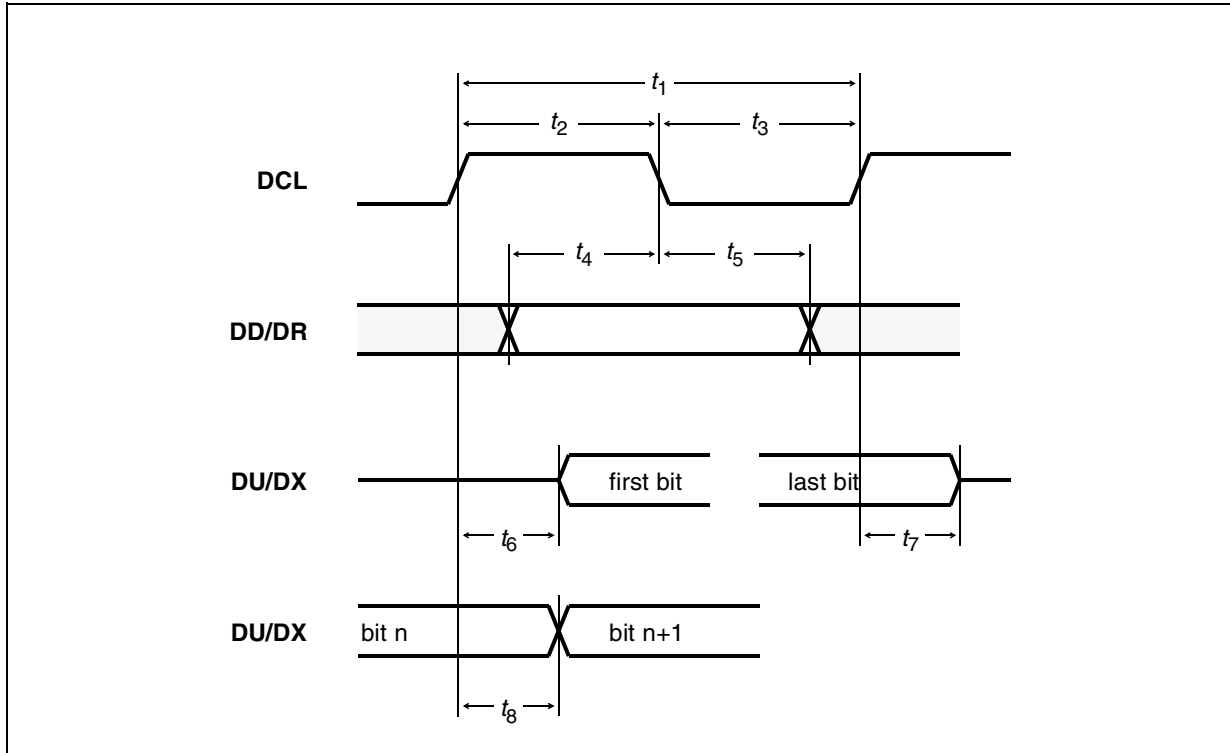 t1
t2 t3
DCL
t4 t5
DD/DR
DU/DX first bit last bit
t6 t7
DU/DX bit n bit n+1
t8